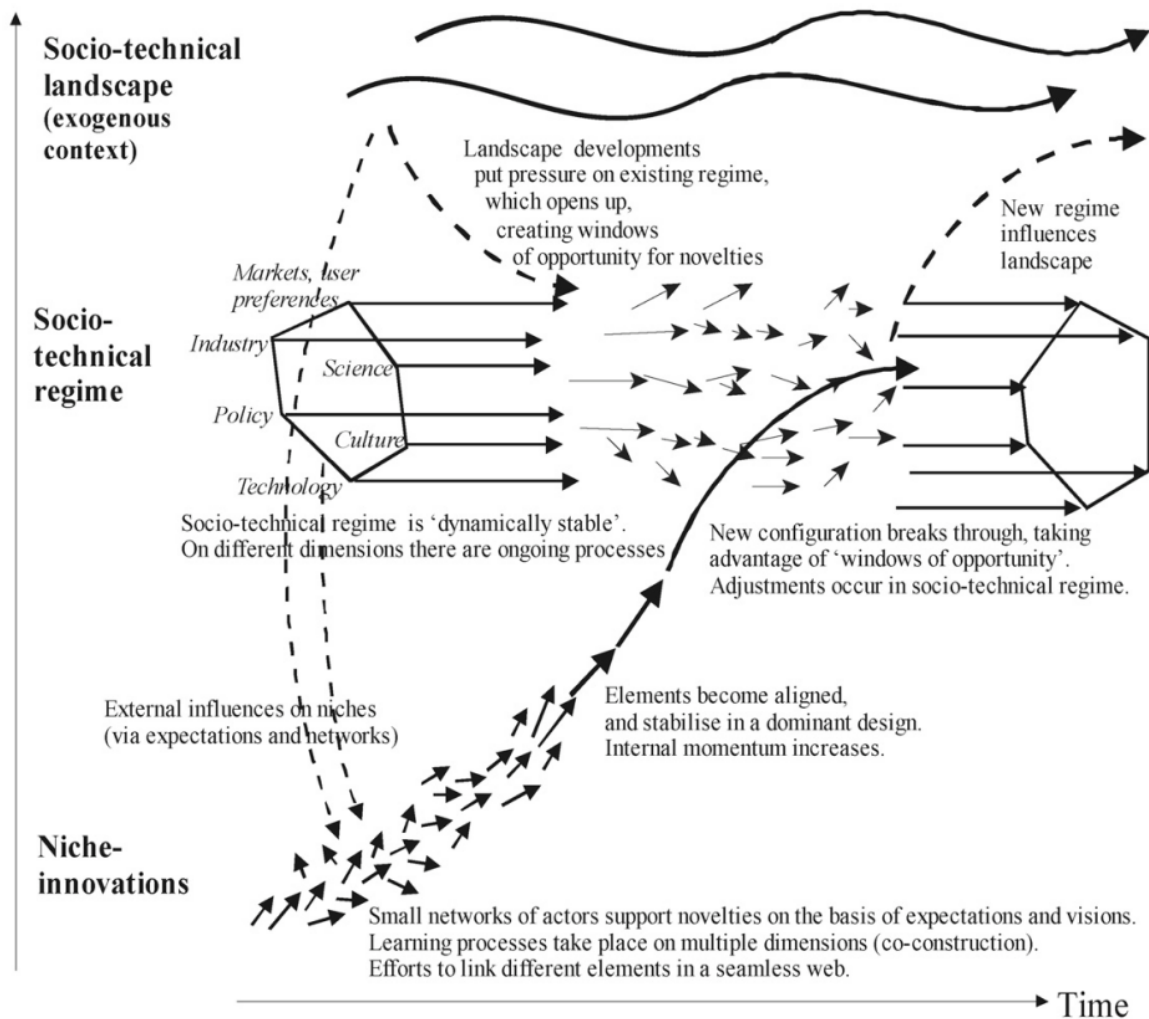 Socio-technical
landscape
(exogenous
context)
Landscape developments
put pressure on existing regime,
which opens up,
creating windows
of opportunity for novelties
New regime
influences
landscape
Markets, user
preferences
Socio-
technical
regime
Industry
Science
Policy
Culture
Technology
Socio-technical regime is ‘dynamically stable’.
On different dimensions there are ongoing processes
New configuration breaks through, taking
advantage of ‘windows of opportunity’.
Adjustments occur in socio-technical regime.
External influences on niches
(via expectations and networks)
Elements become aligned,
and stabilise in a dominant design.
Internal momentum increases.
Niche-
innovations
Small networks of actors support novelties on the basis of expectations and visions.
Learning processes take place on multiple dimensions (co-construction).
Efforts to link different elements in a seamless web.
Time